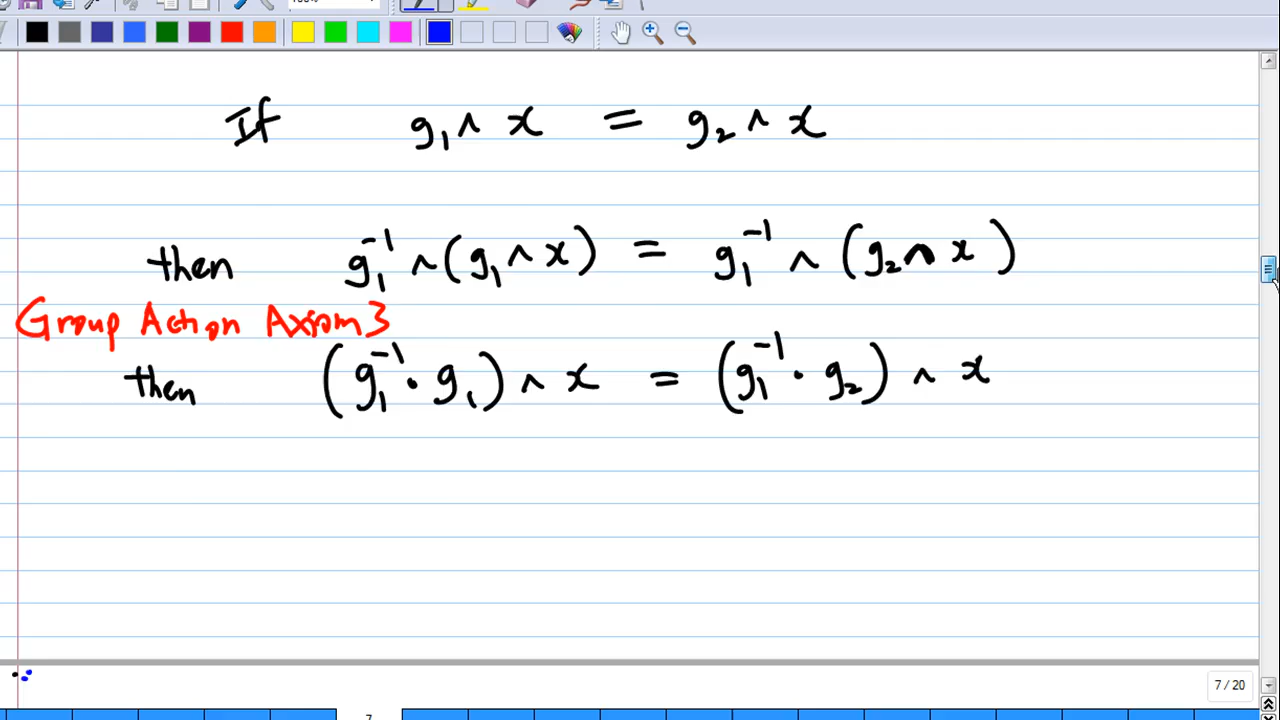 If g₁ ∧ x = g₂ ∧ x
then g₁⁻¹ ∧ (g₁ ∧ x) = g₁⁻¹ ∧ (g₂ ∧ x)
Group Action Axiom 3
then (g₁⁻¹ · g₁) ∧ x = (g₁⁻¹ · g₂) ∧ x
7 / 20
7